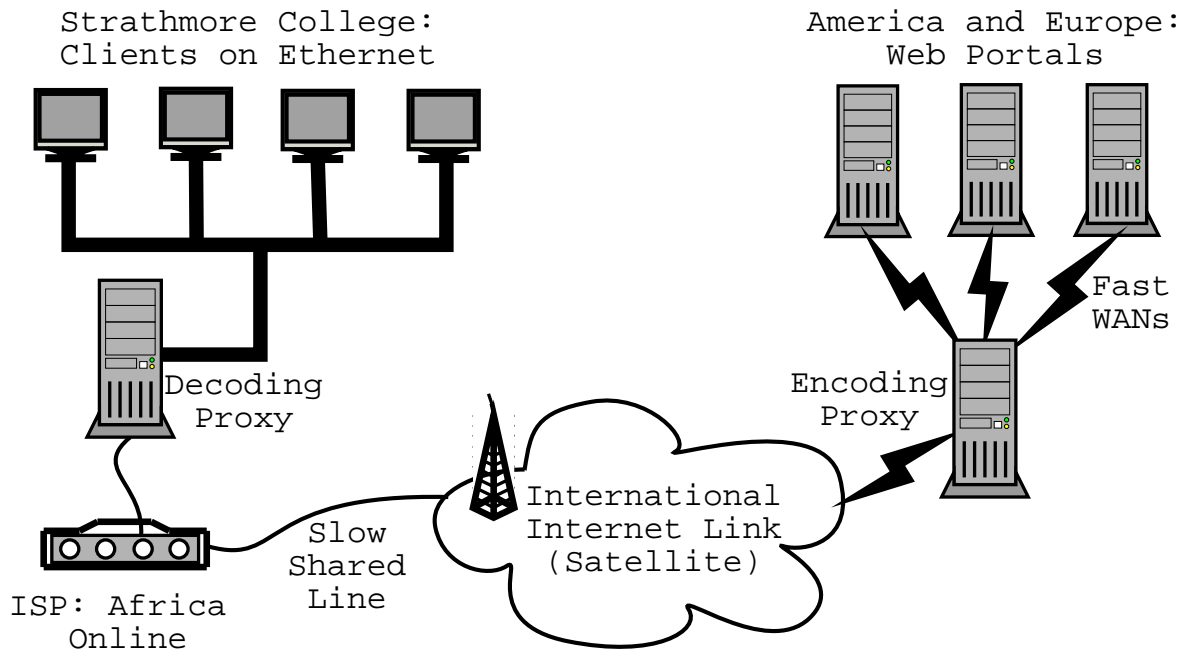 Strathmore College:
Clients on Ethernet
America and Europe:
Web Portals
Fast
WANs
Decoding
Proxy
Encoding
Proxy
International
Internet Link
(Satellite)
Slow
Shared
Line
ISP: Africa
Online